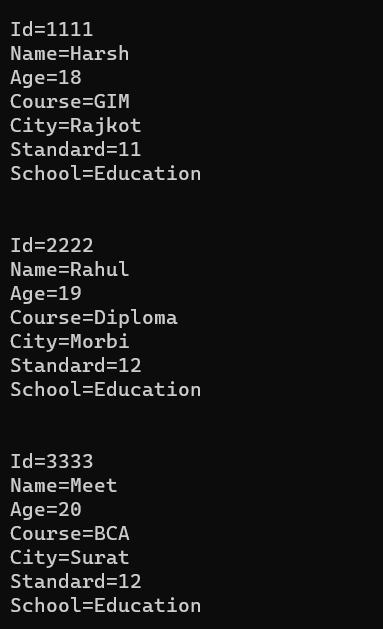 Id=1111
Name=Harsh
Age=18
Course=GIM
City=Rajkot
Standard=11
School=Education
Id=2222
Name=Rahul
Age=19
Course=Diploma
City=Morbi
Standard=12
School=Education
Id=3333
Name=Meet
Age=20
Course=BCA
City=Surat
Standard=12
School=Education